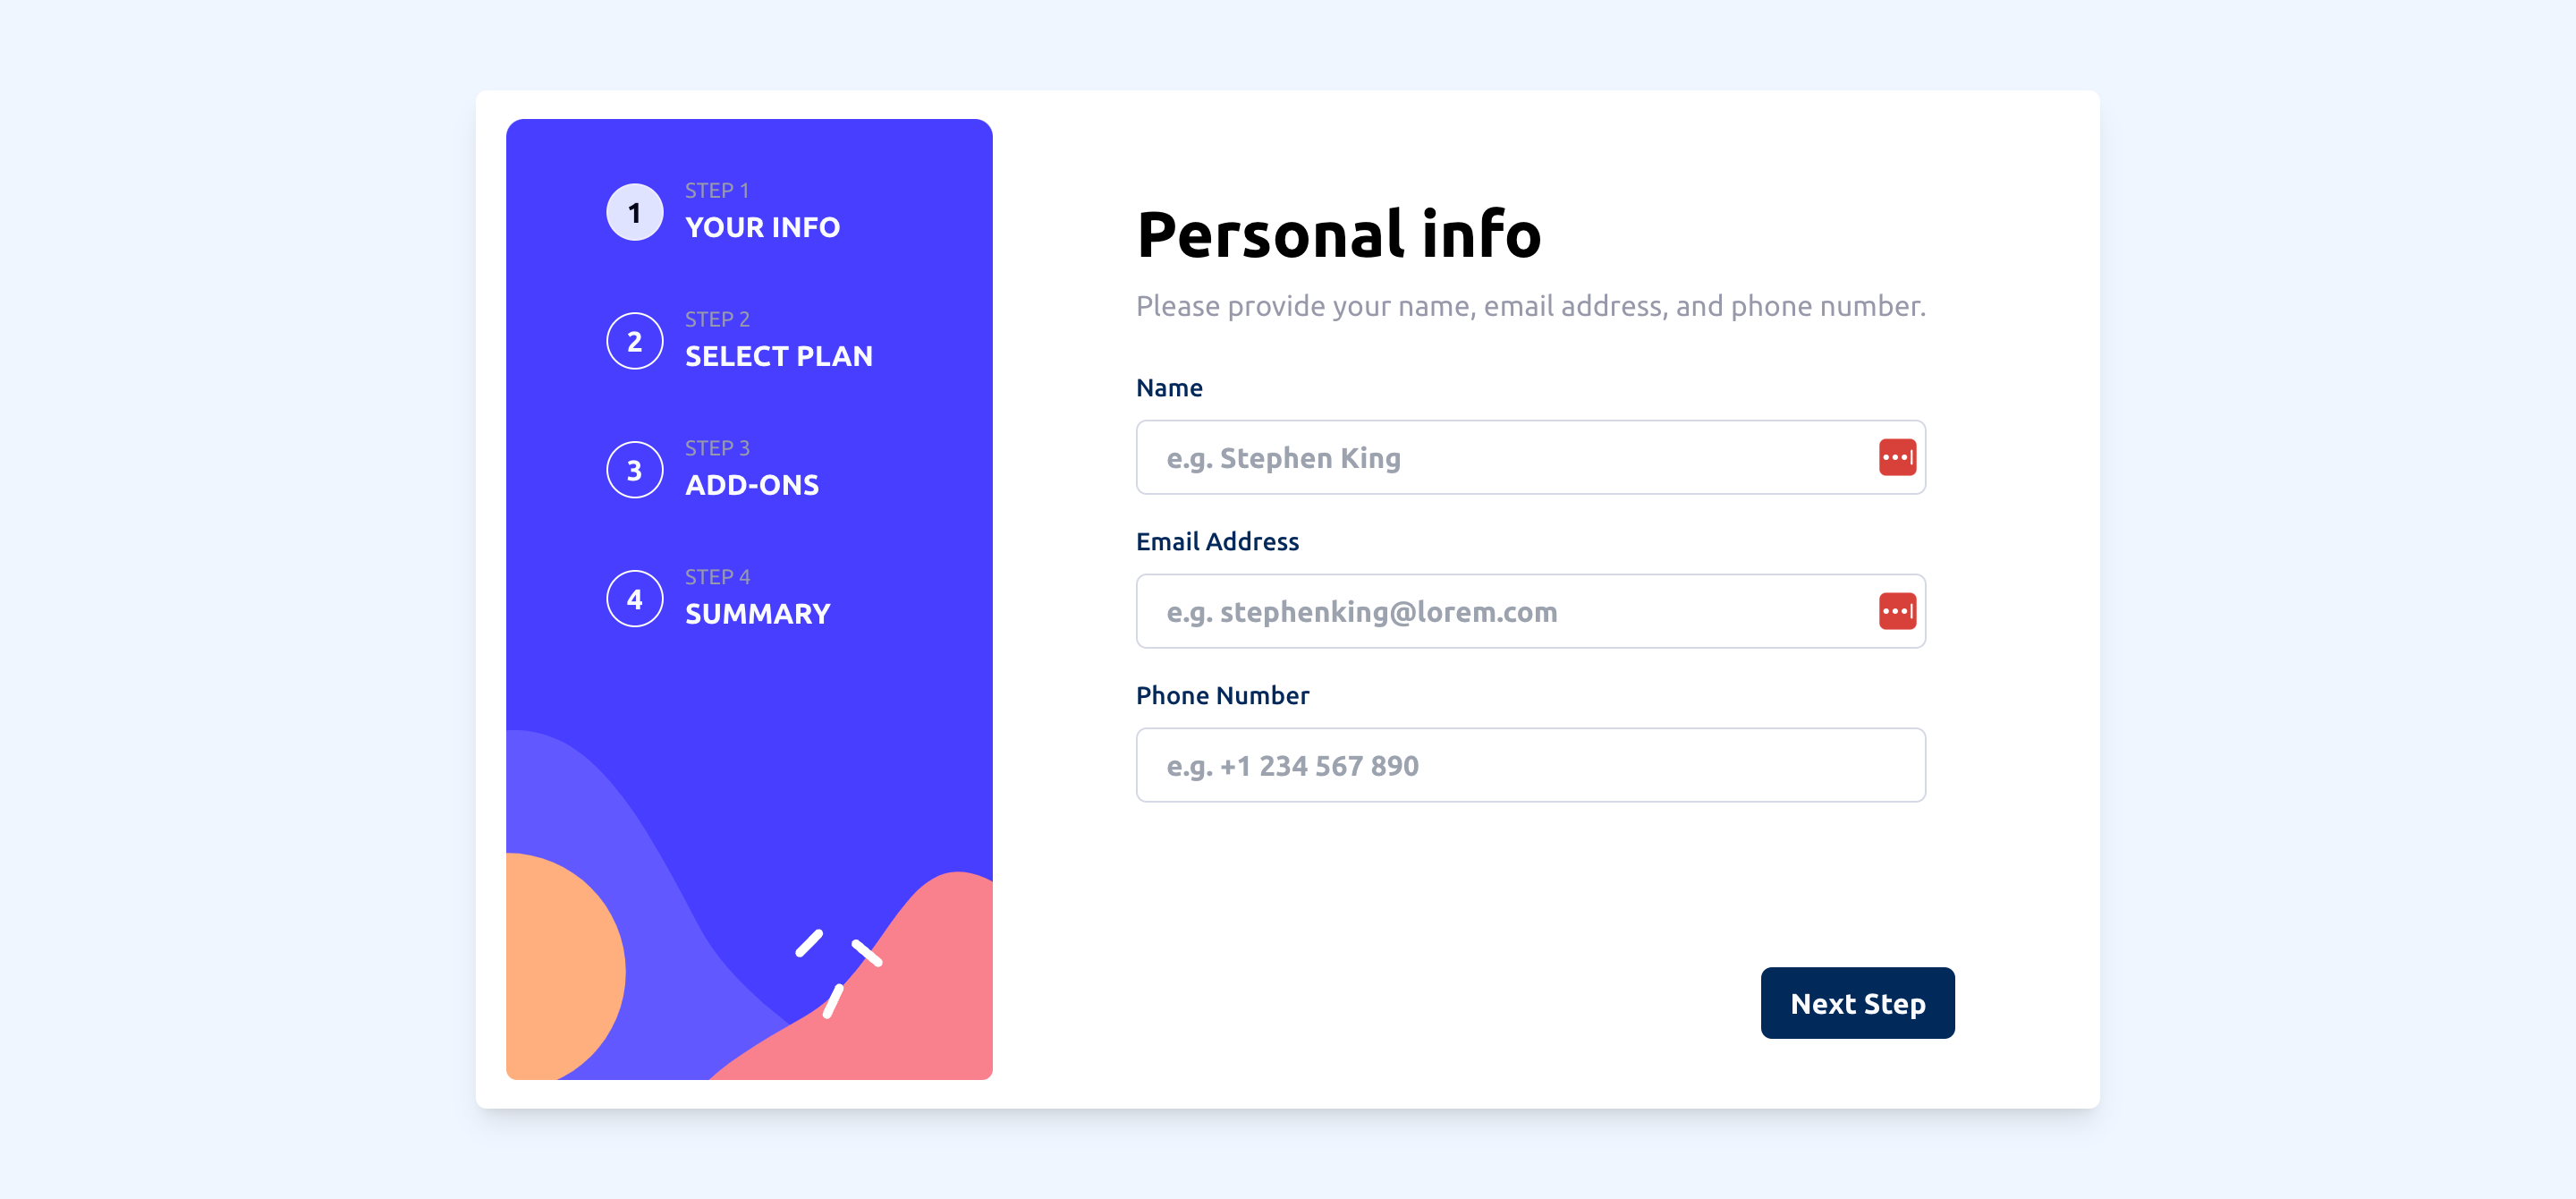 1
STEP 1
YOUR INFO
2
STEP 2
SELECT PLAN
3
STEP 3
ADD-ONS
4
STEP 4
SUMMARY
Personal info
Please provide your name, email address, and phone number.
Name
e.g. Stephen King
Email Address
e.g. stephenking@lorem.com
Phone Number
e.g. +1 234 567 890
Next Step